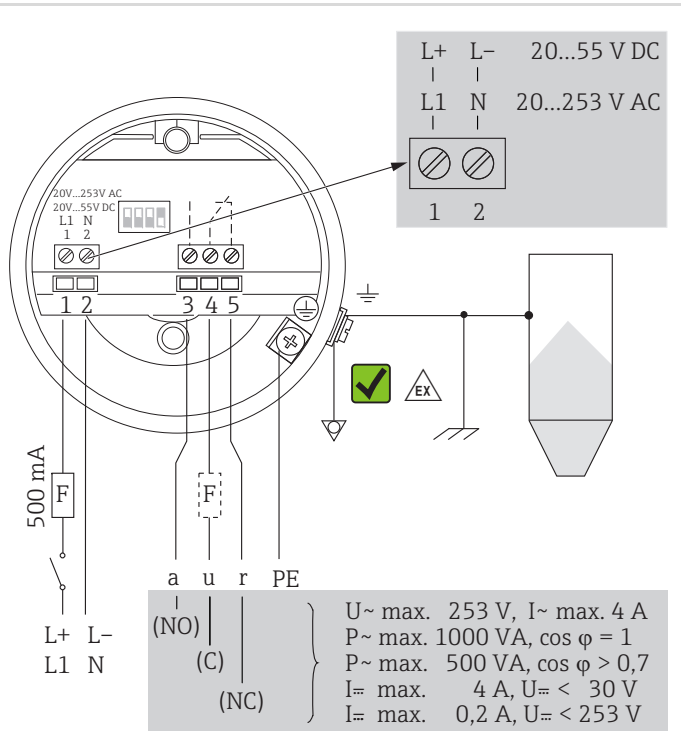 L+ L– 20...55 V DC
L1 N 20...253 V AC
1 2
20V...253V AC
20V...55V DC
L1 N
1 2
1 2 3 4 5
EX
500 mA
F
F
a u r PE
(NO)
(C)
(NC)
L+ L–
L1 N
U~ max. 253 V, I~ max. 4 A
P~ max. 1000 VA, cos φ = 1
P~ max. 500 VA, cos φ > 0,7
I⎓ max. 4 A, U⎓ < 30 V
I⎓ max. 0,2 A, U⎓ < 253 V